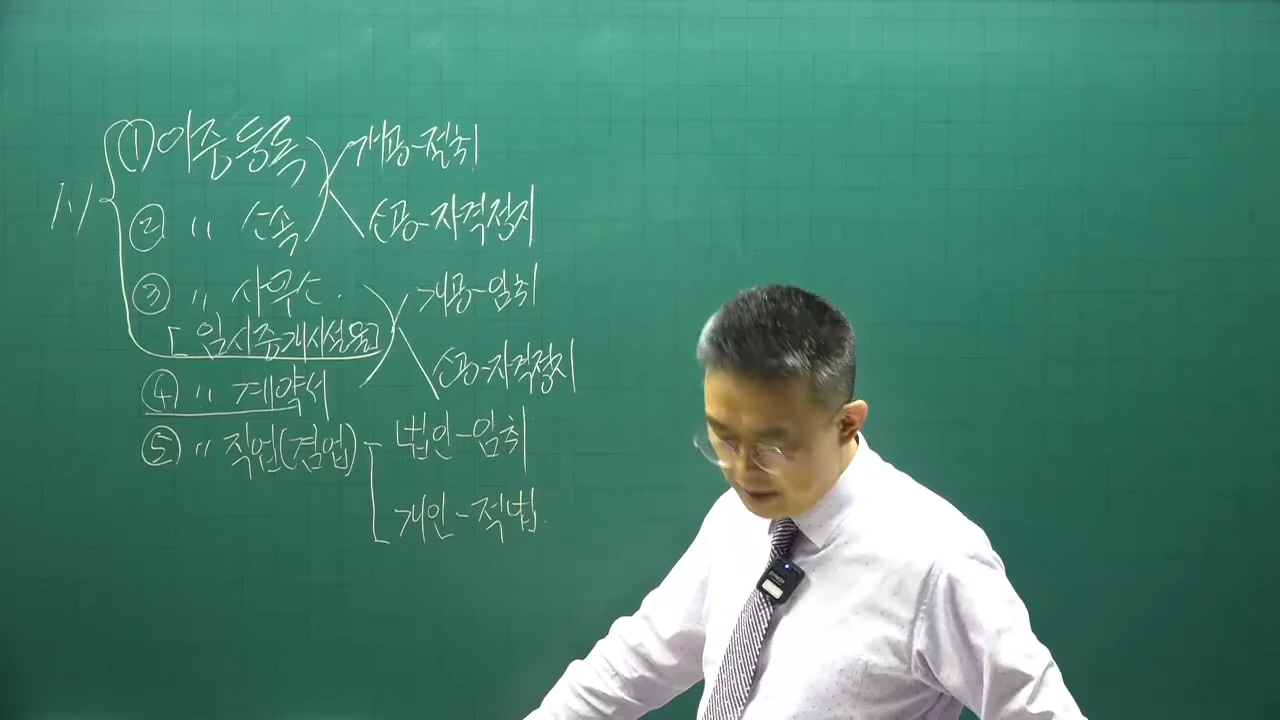 1/1 ① 이중등록 개공-절취
② 〃 소속 소공-자격정지
③ 〃 사무소. 개공-임취
[임시중개시설물]
소공-자격정지
④ 〃 계약서
⑤ 〃 직업(겸업) 법인-임취
개인-적법.